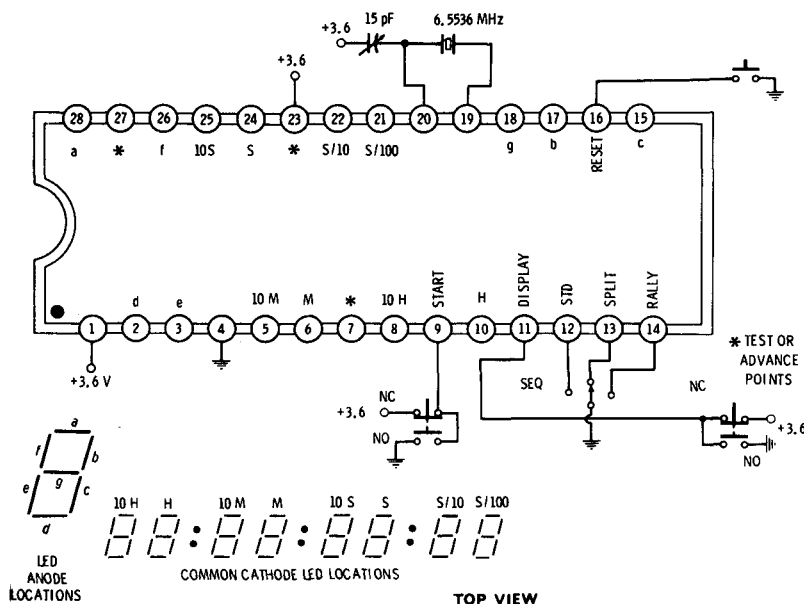 15 pF 6.5536 MHz
+3.6
+3.6
28 27 26 25 24 23 22 21 20 19 18 17 16 15
a * f 10S S * S/10 S/100 g b RESET c
d e 10 M M * 10 H START H DISPLAY STD SPLIT RALLY
1 2 3 4 5 6 7 8 9 10 11 12 13 14
* TEST OR
ADVANCE
POINTS
+3.6 V
SEQ
NC
NC
+3.6
+3.6
NO
NO
a
f b
g
e c
d
10 H H 10 M M 10 S S S/10 S/100
LED
ANODE
LOCATIONS
COMMON CATHODE LED LOCATIONS
TOP VIEW